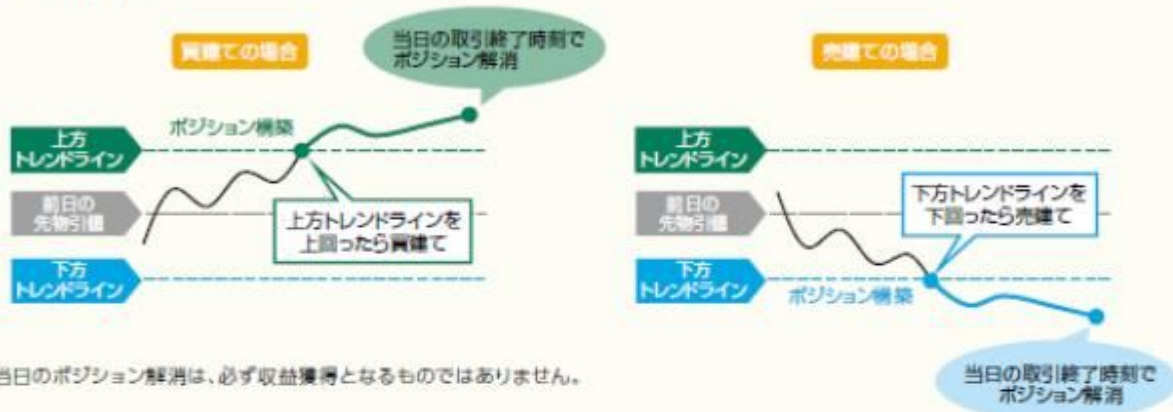 買建ての場合
当日の取引終了時刻で
ポジション解消
上方
トレンドライン
ポジション構築
前日の
先物引値
上方トレンドラインを
上回ったら買建て
下方
トレンドライン
売建ての場合
上方
トレンドライン
前日の
先物引値
下方トレンドラインを
下回ったら売建て
下方
トレンドライン
ポジション構築
当日の取引終了時刻で
ポジション解消
当日のポジション解消は、必ず収益獲得となるものではありません。